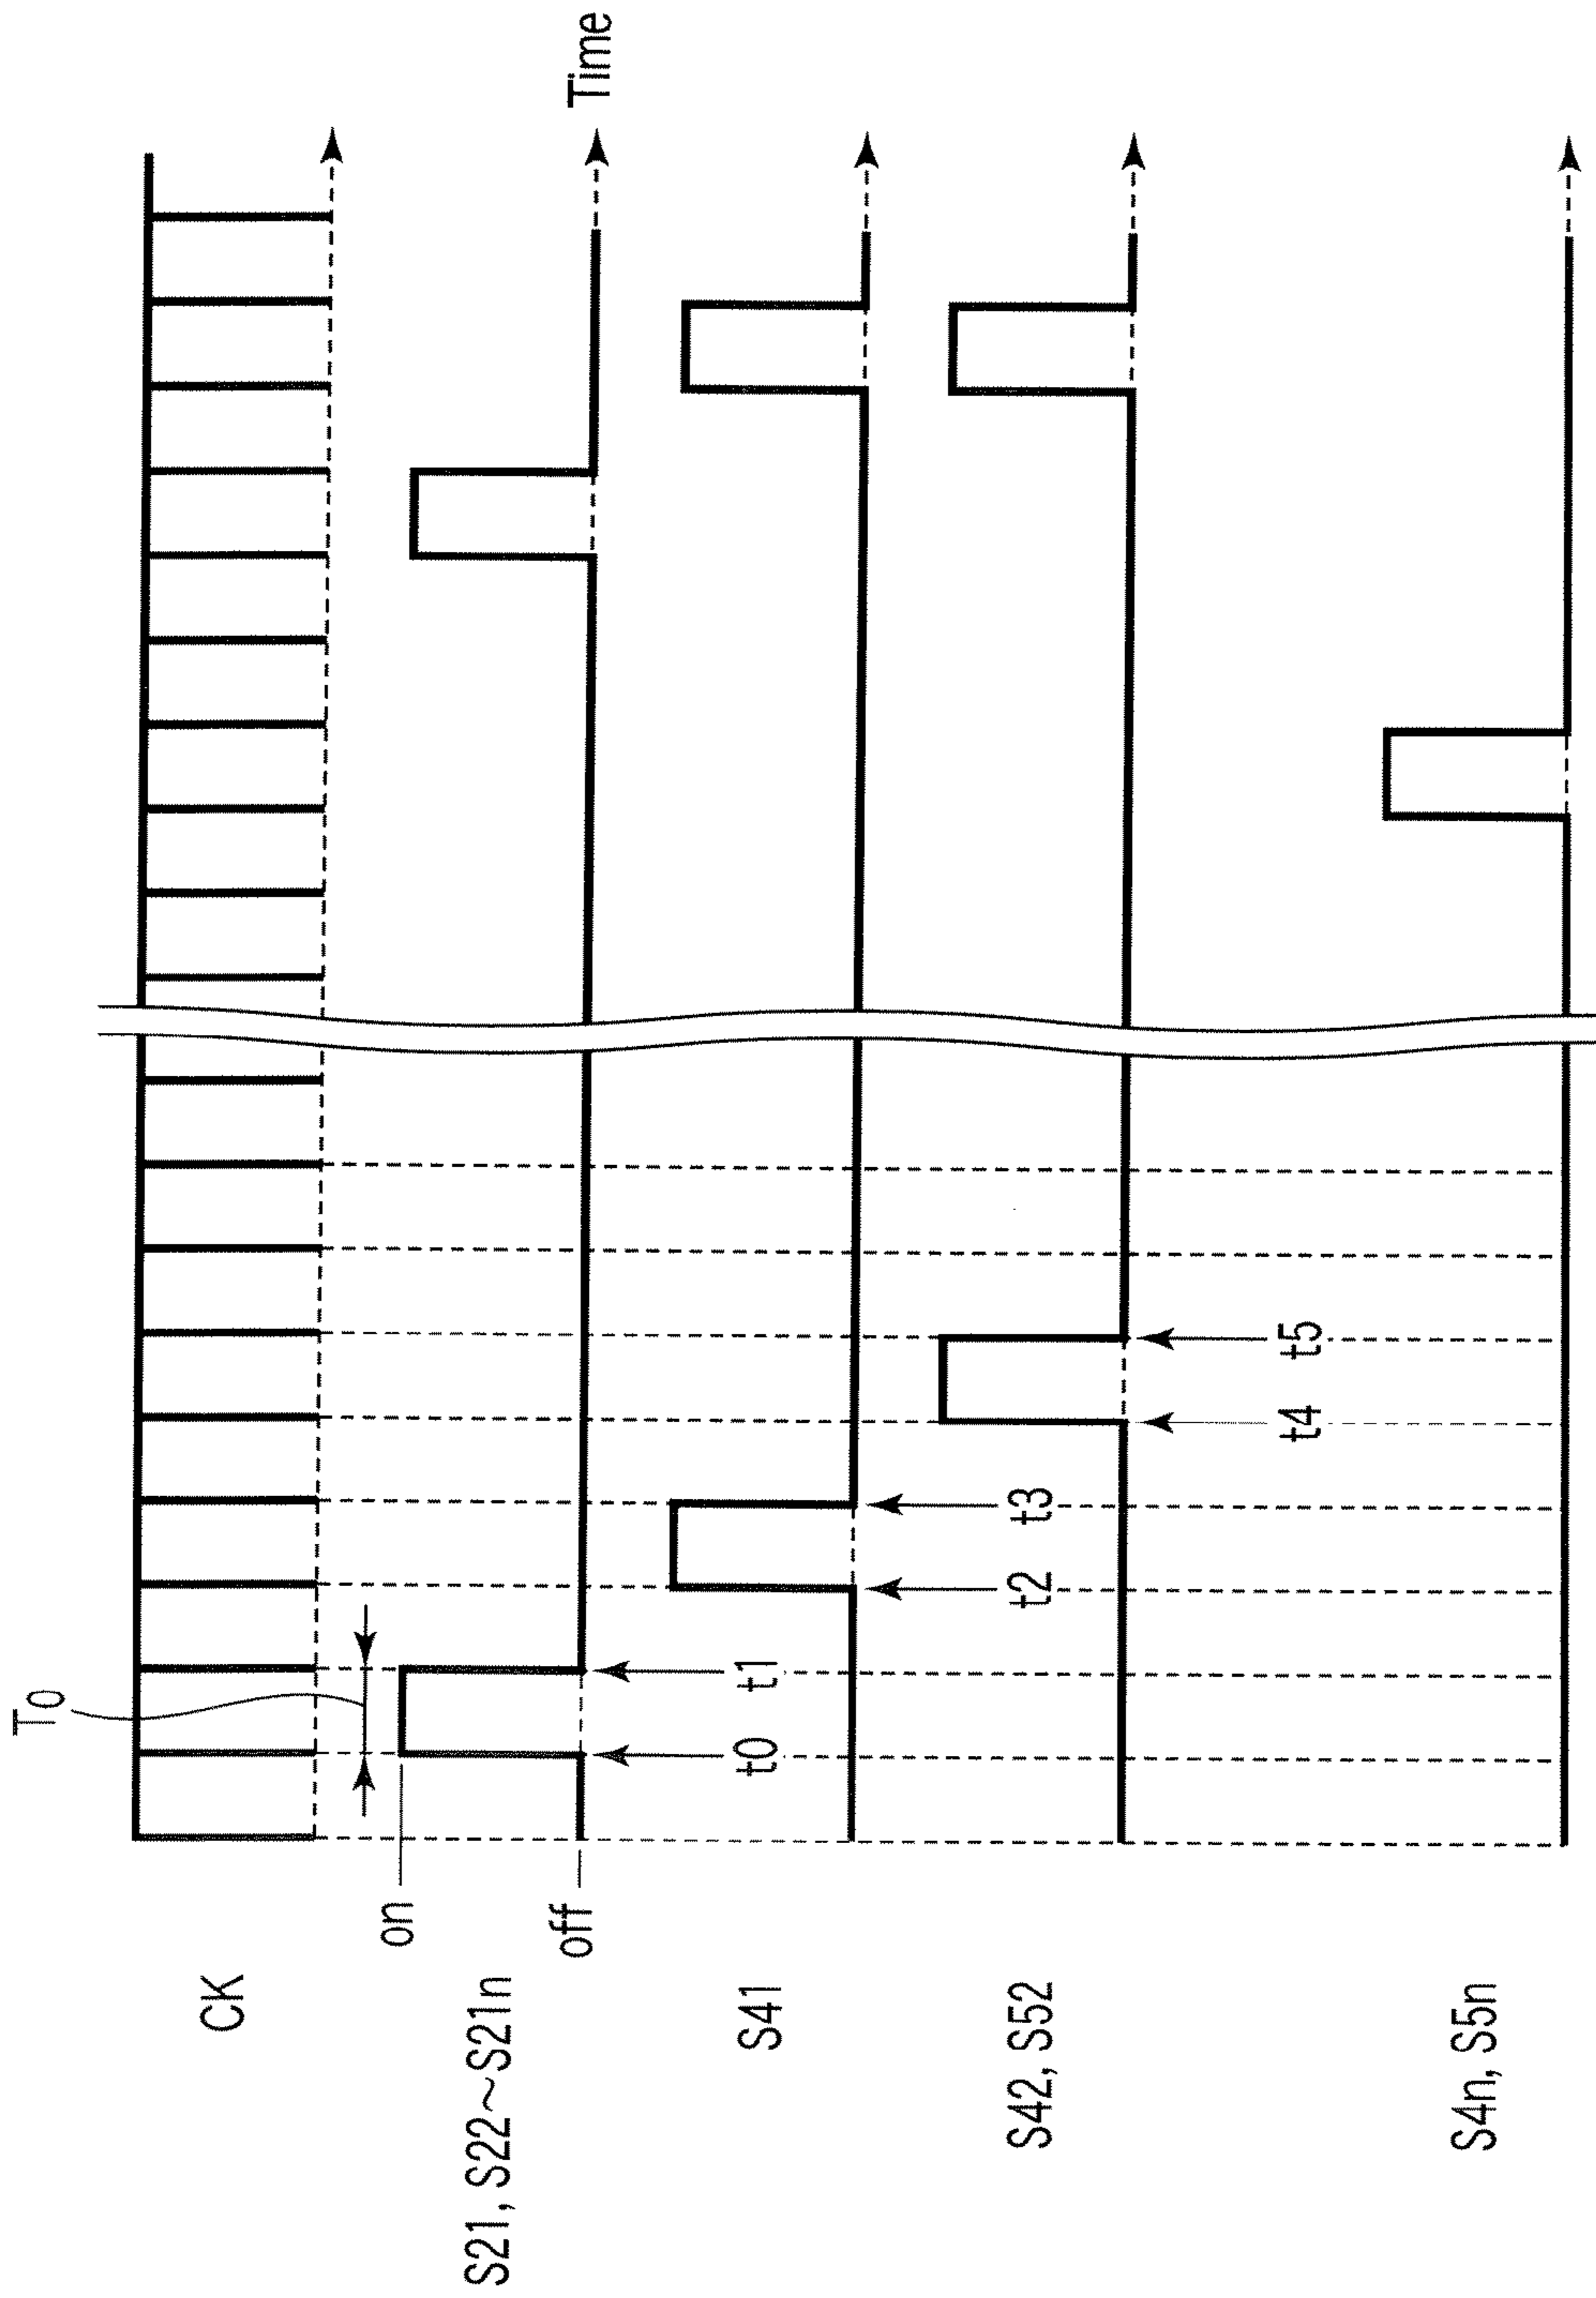 T0
CK
on
off
S21, S22~S21n
t0
t1
Time
S41
t2
t3
S42, S52
t4
t5
S4n, S5n